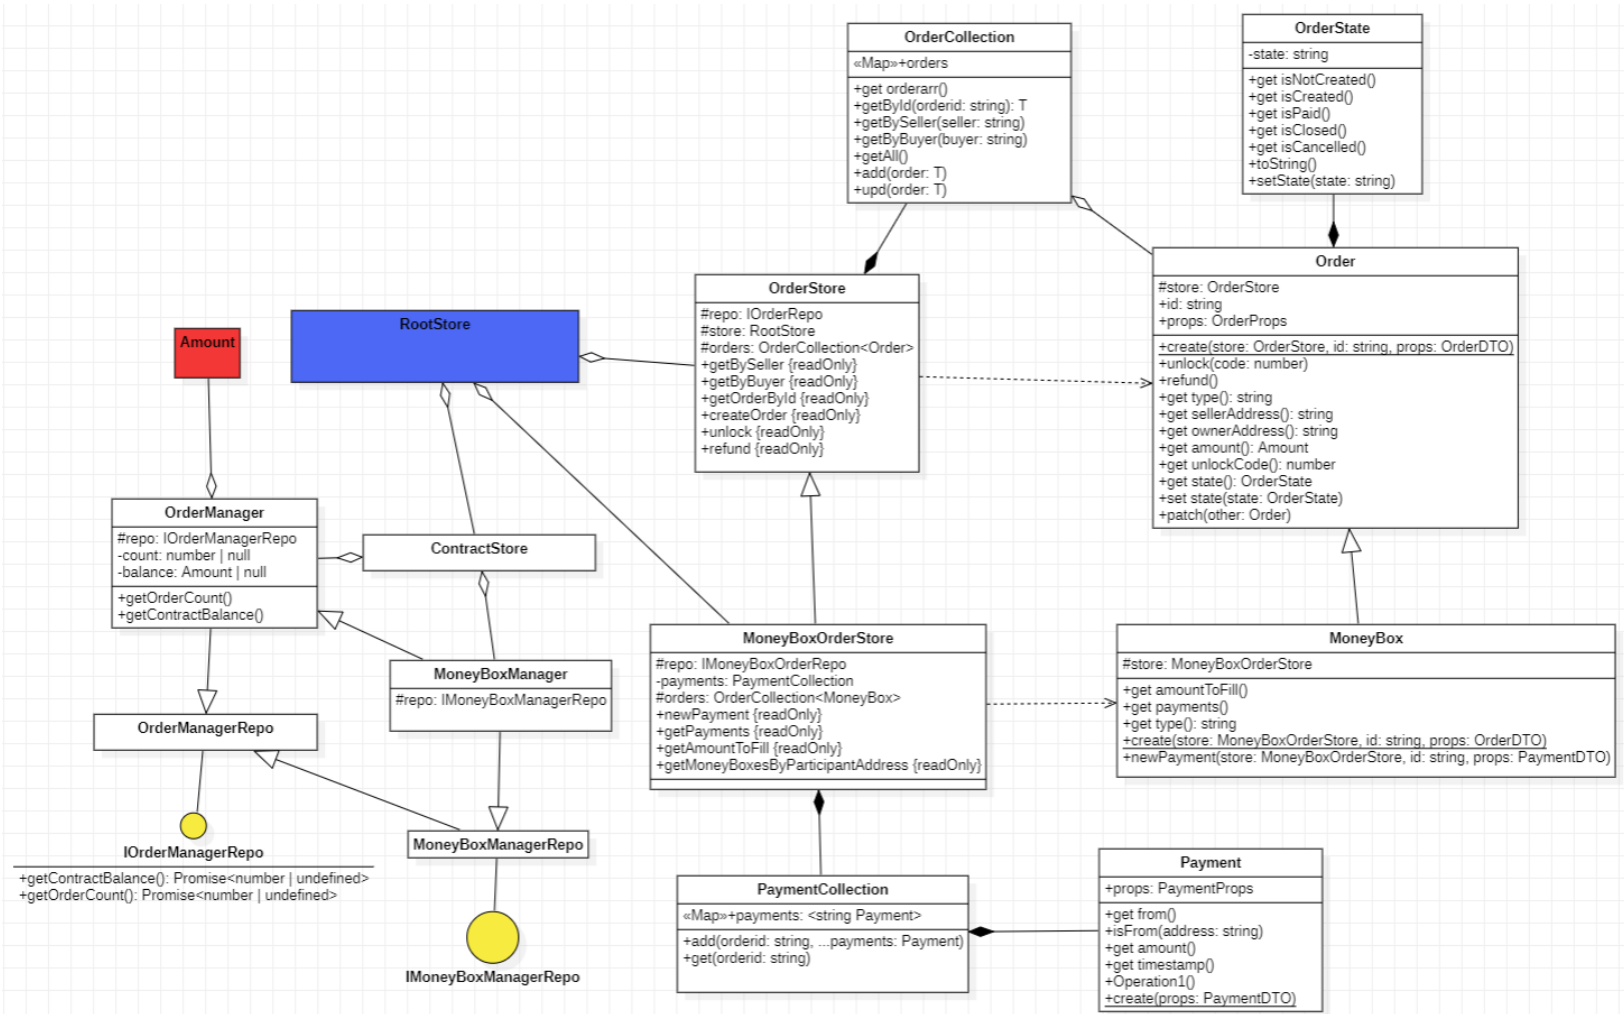 OrderCollection
«Map»+orders
+get orderarr()
+getById(orderid: string): T
+getBySeller(seller: string)
+getByBuyer(buyer: string)
+getAll()
+add(order: T)
+upd(order: T)
OrderState
-state: string
+get isNotCreated()
+get isCreated()
+get isPaid()
+get isClosed()
+get isCancelled()
+toString()
+setState(state: string)
Order
#store: OrderStore
+id: string
+props: OrderProps
+create(store: OrderStore, id: string, props: OrderDTO)
+unlock(code: number)
+refund()
+get type(): string
+get sellerAddress(): string
+get ownerAddress(): string
+get amount(): Amount
+get unlockCode(): number
+get state(): OrderState
+set state(state: OrderState)
+patch(other: Order)
OrderStore
#repo: IOrderRepo
#store: RootStore
#orders: OrderCollection<Order>
+getBySeller {readOnly}
+getByBuyer {readOnly}
+getOrderById {readOnly}
+createOrder {readOnly}
+unlock {readOnly}
+refund {readOnly}
RootStore
Amount
OrderManager
#repo: IOrderManagerRepo
-count: number | null
-balance: Amount | null
+getOrderCount()
+getContractBalance()
ContractStore
MoneyBoxManager
#repo: IMoneyBoxManagerRepo
MoneyBoxOrderStore
#repo: IMoneyBoxOrderRepo
-payments: PaymentCollection
#orders: OrderCollection<MoneyBox>
+newPayment {readOnly}
+getPayments {readOnly}
+getAmountToFill {readOnly}
+getMoneyBoxesByParticipantAddress {readOnly}
MoneyBox
#store: MoneyBoxOrderStore
+get amountToFill()
+get payments()
+get type(): string
+create(store: MoneyBoxOrderStore, id: string, props: OrderDTO)
+newPayment(store: MoneyBoxOrderStore, id: string, props: PaymentDTO)
OrderManagerRepo
IOrderManagerRepo
+getContractBalance(): Promise<number | undefined>
+getOrderCount(): Promise<number | undefined>
MoneyBoxManagerRepo
IMoneyBoxManagerRepo
PaymentCollection
«Map»+payments: <string Payment>
+add(orderid: string, ...payments: Payment)
+get(orderid: string)
Payment
+props: PaymentProps
+get from()
+isFrom(address: string)
+get amount()
+get timestamp()
+Operation1()
+create(props: PaymentDTO)